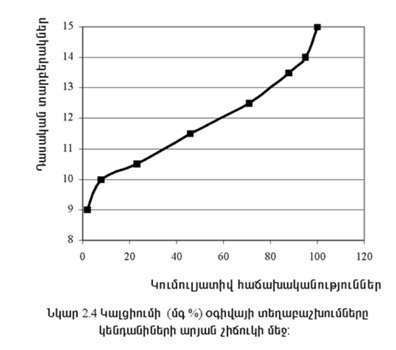 Դասական տարբերակներ
15
14
13
12
11
10
9
8
0 20 40 60 80 100 120
Կումուլյատիվ հաճախականություններ
Նկար 2.4 Կալցիումի (մգ %) օգիվայի տեղաբաշխումները
կենդանիների արյան շիճուկի մեջ: